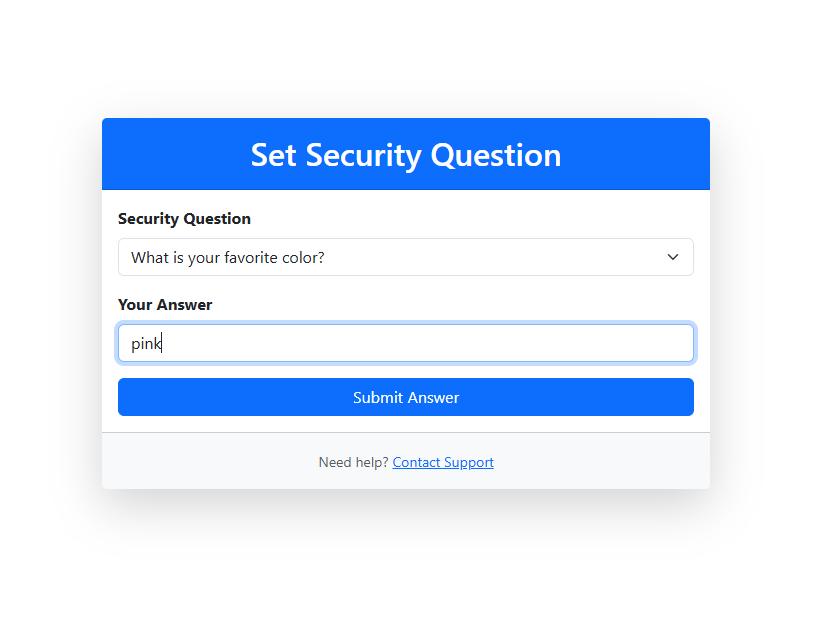 Set Security Question
Security Question
What is your favorite color?
Your Answer
pink
Submit Answer
Need help? Contact Support